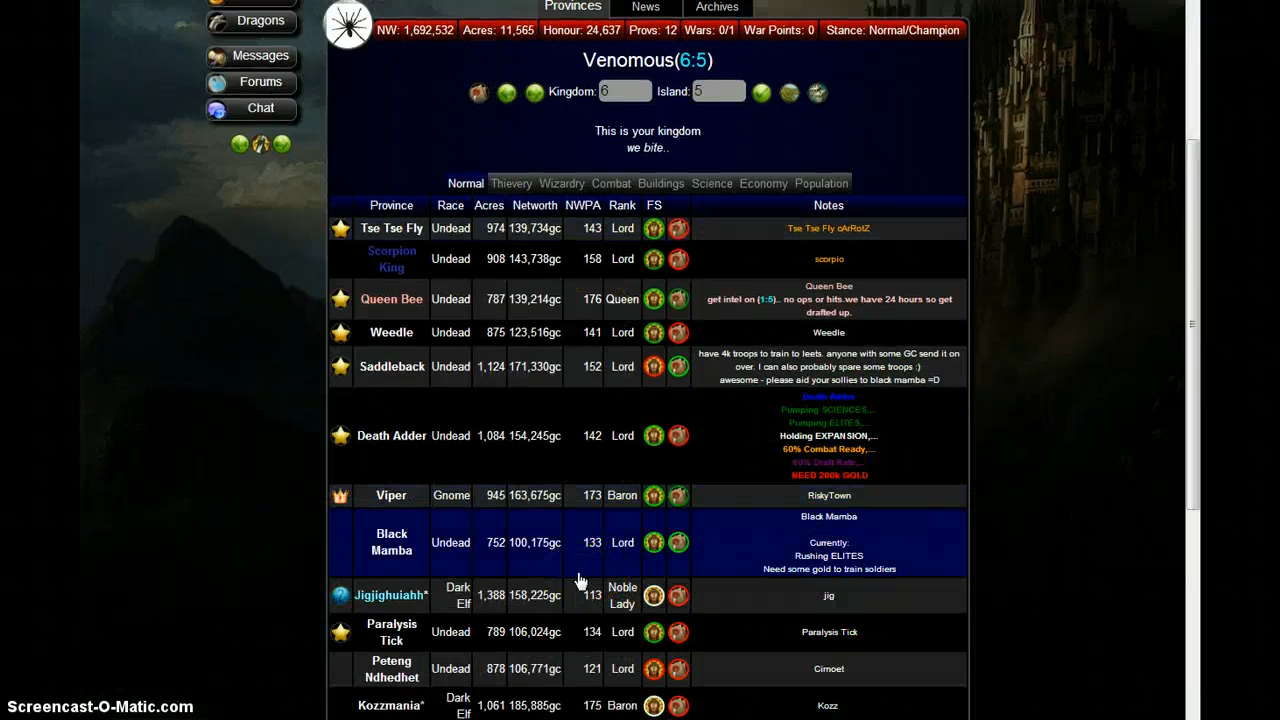 Provinces News Archives
Dragons
NW: 1,692,532 Acres: 11,565 Honour: 24,637 Provs: 12 Wars: 0/1 War Points: 0 Stance: Normal/Champion
Messages
Venomous(6:5)
Forums
Kingdom: 6 Island: 5
Chat
This is your kingdom
we bite..
Normal Thievery Wizardry Combat Buildings Science Economy Population
Province Race Acres Networth NWPA Rank FS Notes
Tse Tse Fly Undead 974 139,734gc 143 Lord Tse Tse Fly cArRotZ
Scorpion
King Undead 908 143,738gc 158 Lord scorpio
Queen Bee Undead 787 139,214gc 176 Queen Queen Bee
get intel on (1:5).. no ops or hits.we have 24 hours so get
drafted up.
Weedle Undead 875 123,516gc 141 Lord Weedle
Saddleback Undead 1,124 171,330gc 152 Lord have 4k troops to train to leets. anyone with some GC send it on
over. I can also probably spare some troops :)
awesome - please aid your sollies to black mamba =D
Death Adder Undead 1,084 154,245gc 142 Lord Death Adder
Pumping SCIENCES,...
Pumping ELITES,...
Holding EXPANSION,...
60% Combat Ready,...
60% Draft Rate,...
NEED 200k GOLD
Viper Gnome 945 163,675gc 173 Baron RiskyTown
Black
Mamba Undead 752 100,175gc 133 Lord Black Mamba
Currently:
Rushing ELITES
Need some gold to train soldiers
Jigjighuiahh* Dark
Elf 1,388 158,225gc 113 Noble
Lady jig
Paralysis
Tick Undead 789 106,024gc 134 Lord Paralysis Tick
Peteng
Ndhedhet Undead 878 106,771gc 121 Lord Cimoet
Kozzmania* Dark
Elf 1,061 185,885gc 175 Baron Kozz
Screencast-O-Matic.com